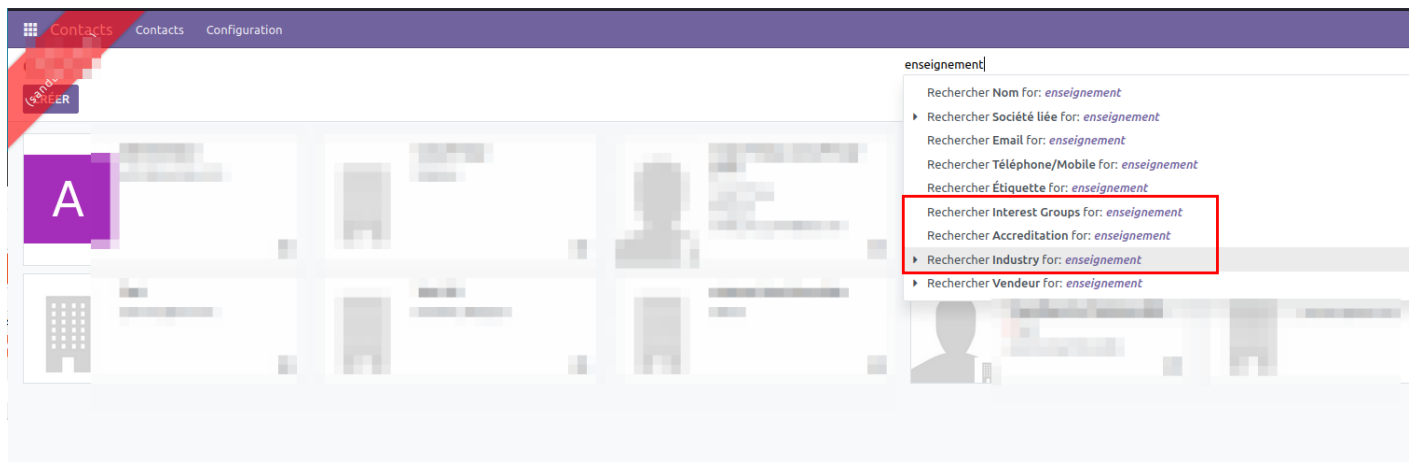 Contacts Contacts Configuration
enseignement
CRÉER
Rechercher Nom for: enseignement
Rechercher Société liée for: enseignement
Rechercher Email for: enseignement
Rechercher Téléphone/Mobile for: enseignement
Rechercher Étiquette for: enseignement
Rechercher Interest Groups for: enseignement
Rechercher Accreditation for: enseignement
Rechercher Industry for: enseignement
Rechercher Vendeur for: enseignement
A